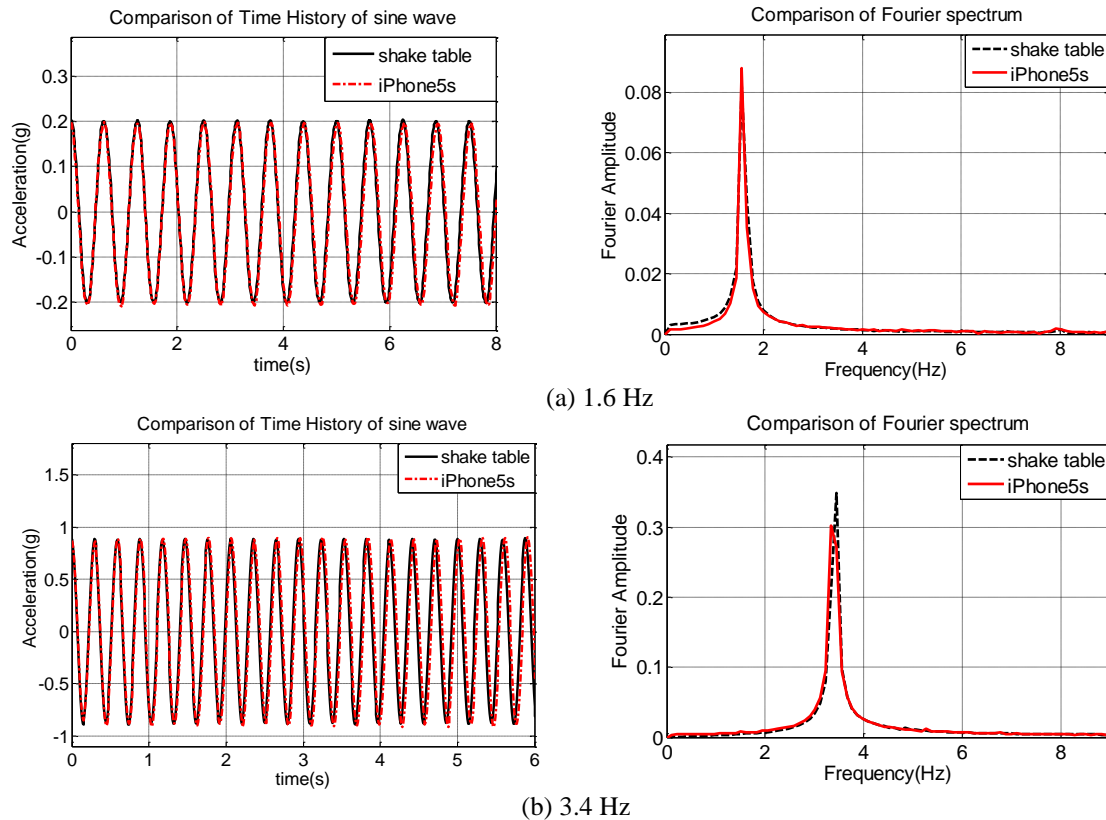 Comparison of Time History of sine wave
shake table
iPhone5s
Acceleration(g)
0.3
0.2
0.1
0
-0.1
-0.2
0 2 4 6 8
time(s)
Comparison of Fourier spectrum
shake table
iPhone5s
Fourier Amplitude
0.08
0.06
0.04
0.02
0
0 2 4 6 8
Frequency(Hz)
(a) 1.6 Hz
Comparison of Time History of sine wave
shake table
iPhone5s
Acceleration(g)
1.5
1
0.5
0
-0.5
-1
0 1 2 3 4 5 6
time(s)
Comparison of Fourier spectrum
shake table
iPhone5s
Fourier Amplitude
0.4
0.3
0.2
0.1
0
0 2 4 6 8
Frequency(Hz)
(b) 3.4 Hz